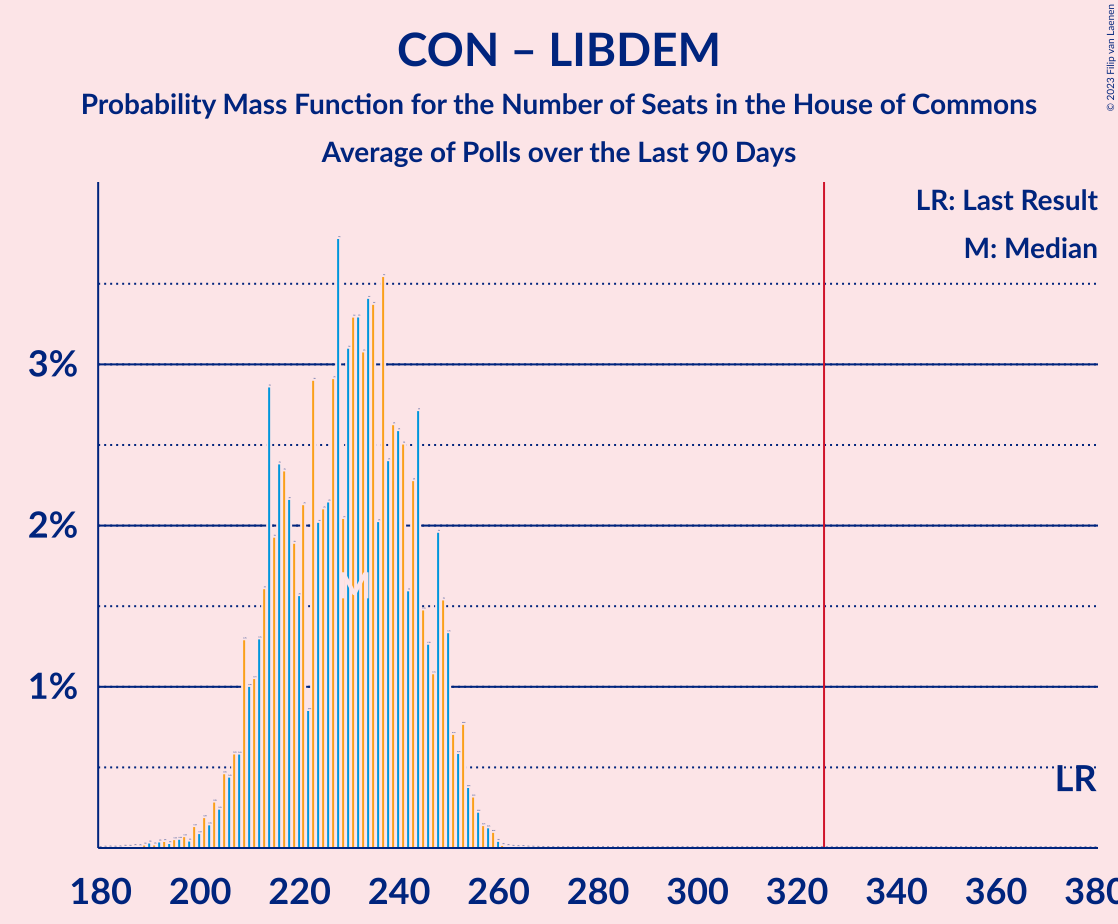 CON – LIBDEM
Probability Mass Function for the Number of Seats in the House of Commons
Average of Polls over the Last 90 Days
© 2023 Filip van Laenen
LR: Last Result
M: Median
3%
2%
1%
M
LR
180 200 220 240 260 280 300 320 340 360 380